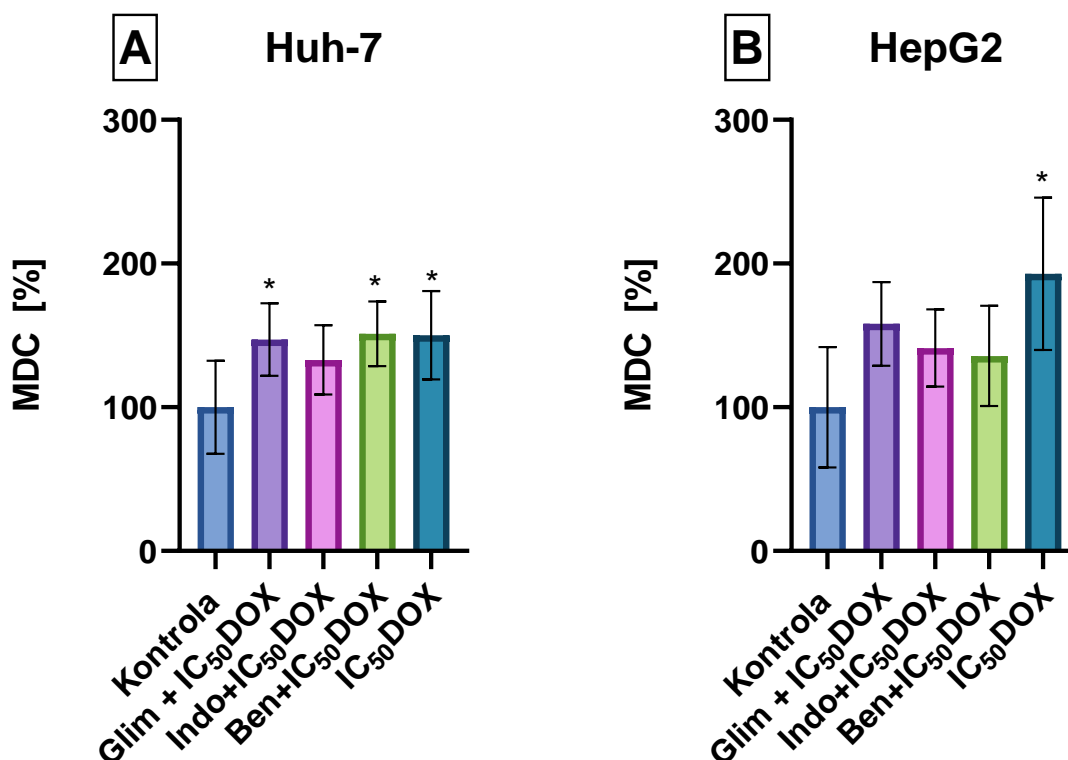 A Huh-7
MDC [%]
300
200
100
0
*
*
*
Kontrola
Glim + IC₅₀DOX
Indo+IC₅₀DOX
Ben+IC₅₀DOX
IC₅₀DOX
B HepG2
MDC [%]
300
200
100
0
*
Kontrola
Glim + IC₅₀DOX
Indo+IC₅₀DOX
Ben+IC₅₀DOX
IC₅₀DOX